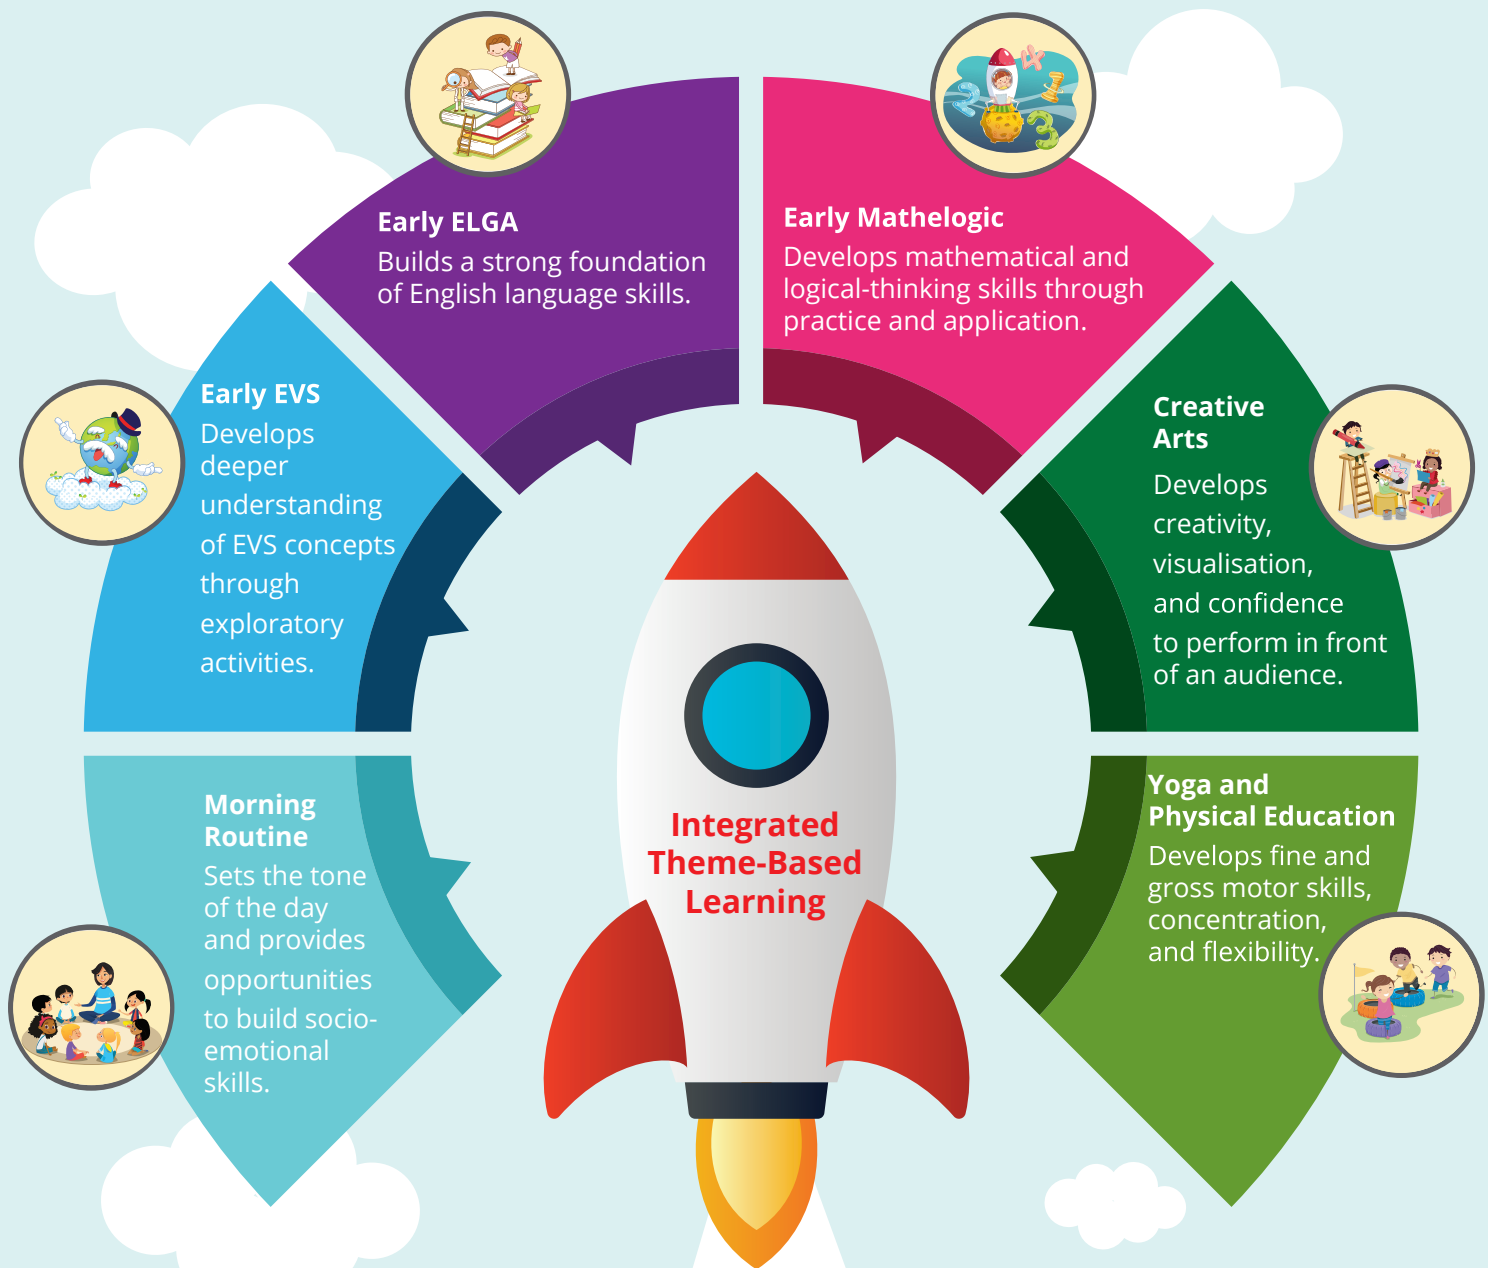 Early ELGA
Builds a strong foundation
of English language skills.
Early Mathelogic
Develops mathematical and
logical-thinking skills through
practice and application.
Early EVS
Develops
deeper
understanding
of EVS concepts
through
exploratory
activities.
Creative
Arts
Develops
creativity,
visualisation,
and confidence
to perform in front
of an audience.
Morning
Routine
Sets the tone
of the day
and provides
opportunities
to build socio-
emotional
skills.
Integrated
Theme-Based
Learning
Yoga and
Physical Education
Develops fine and
gross motor skills,
concentration,
and flexibility.
2
4
1
3